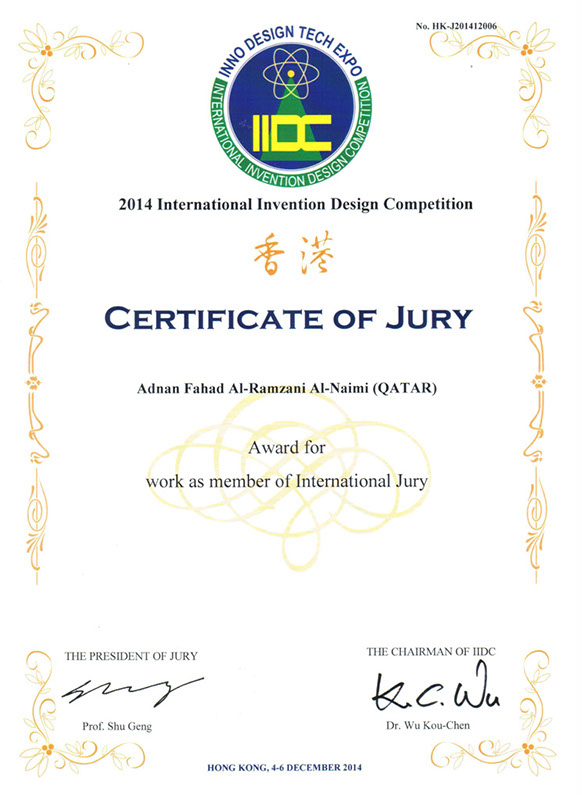 No. HK-J201412006
INNO DESIGN TECH EXPO
IIDC
INTERNATIONAL INVENTION DESIGN COMPETITION
2014 International Invention Design Competition
香港
CERTIFICATE OF JURY
Adnan Fahad Al-Ramzani Al-Naimi (QATAR)
Award for
work as member of International Jury
THE PRESIDENT OF JURY
Prof. Shu Geng
THE CHAIRMAN OF IIDC
K. C. Wu
Dr. Wu Kou-Chen
HONG KONG, 4-6 DECEMBER 2014